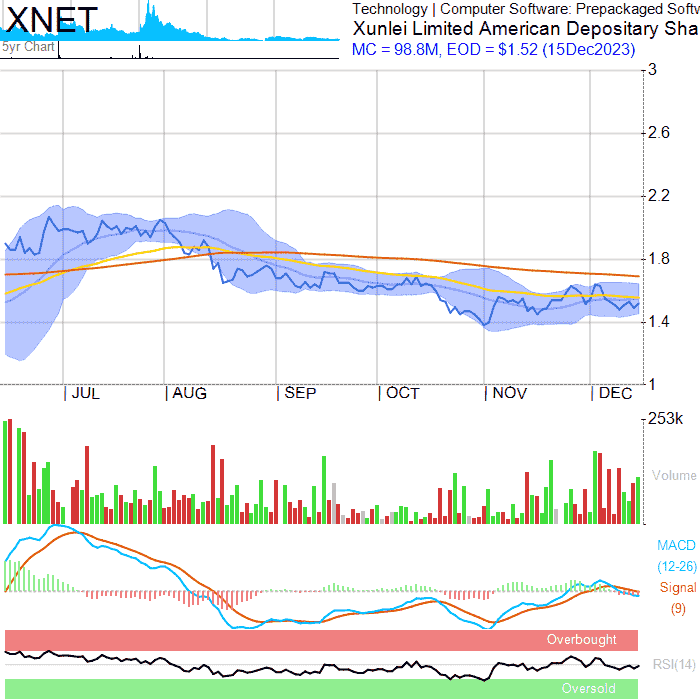 XNET
5yr Chart
Technology | Computer Software: Prepackaged Softw
Xunlei Limited American Depositary Sha
MC = 98.8M, EOD = $1.52 (15Dec2023)
3
2.6
2.2
1.8
1.4
1
| JUL | AUG | SEP | OCT | NOV | DEC
253k
Volume
MACD
(12-26)
Signal
(9)
Overbought
RSI(14)
Oversold